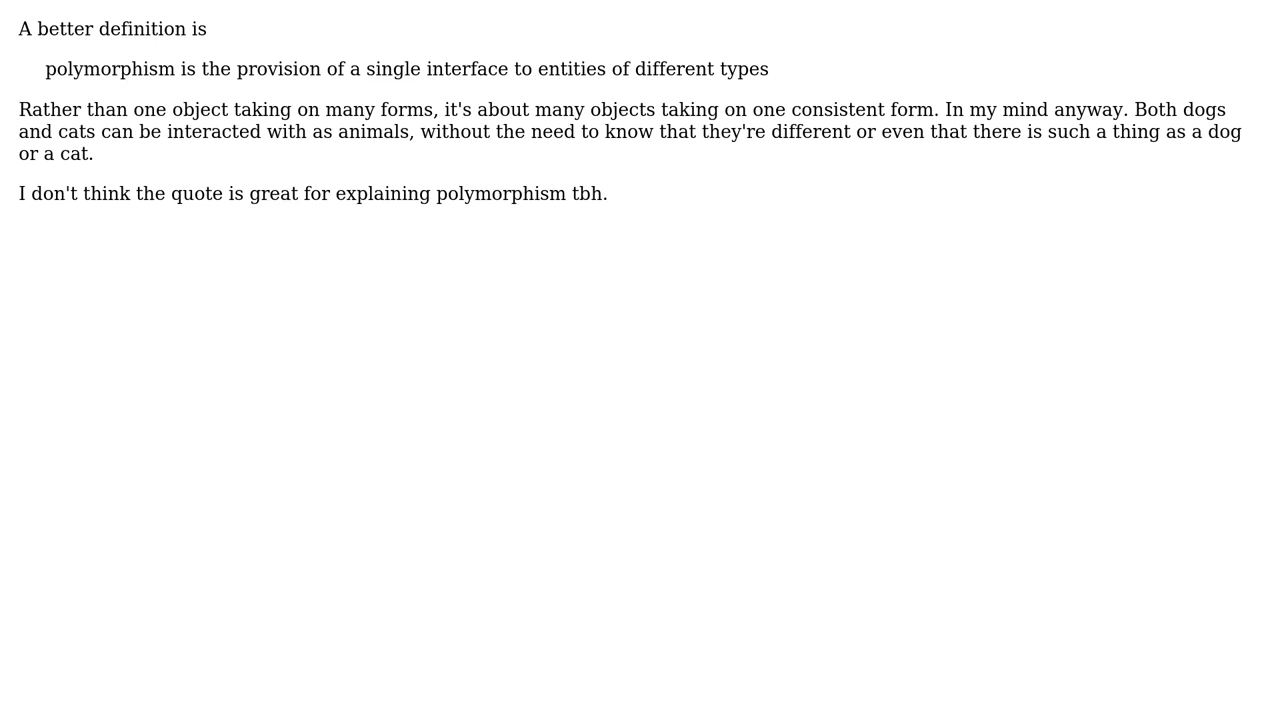 A better definition is
polymorphism is the provision of a single interface to entities of different types
Rather than one object taking on many forms, it's about many objects taking on one consistent form. In my mind anyway. Both dogs
and cats can be interacted with as animals, without the need to know that they're different or even that there is such a thing as a dog
or a cat.
I don't think the quote is great for explaining polymorphism tbh.